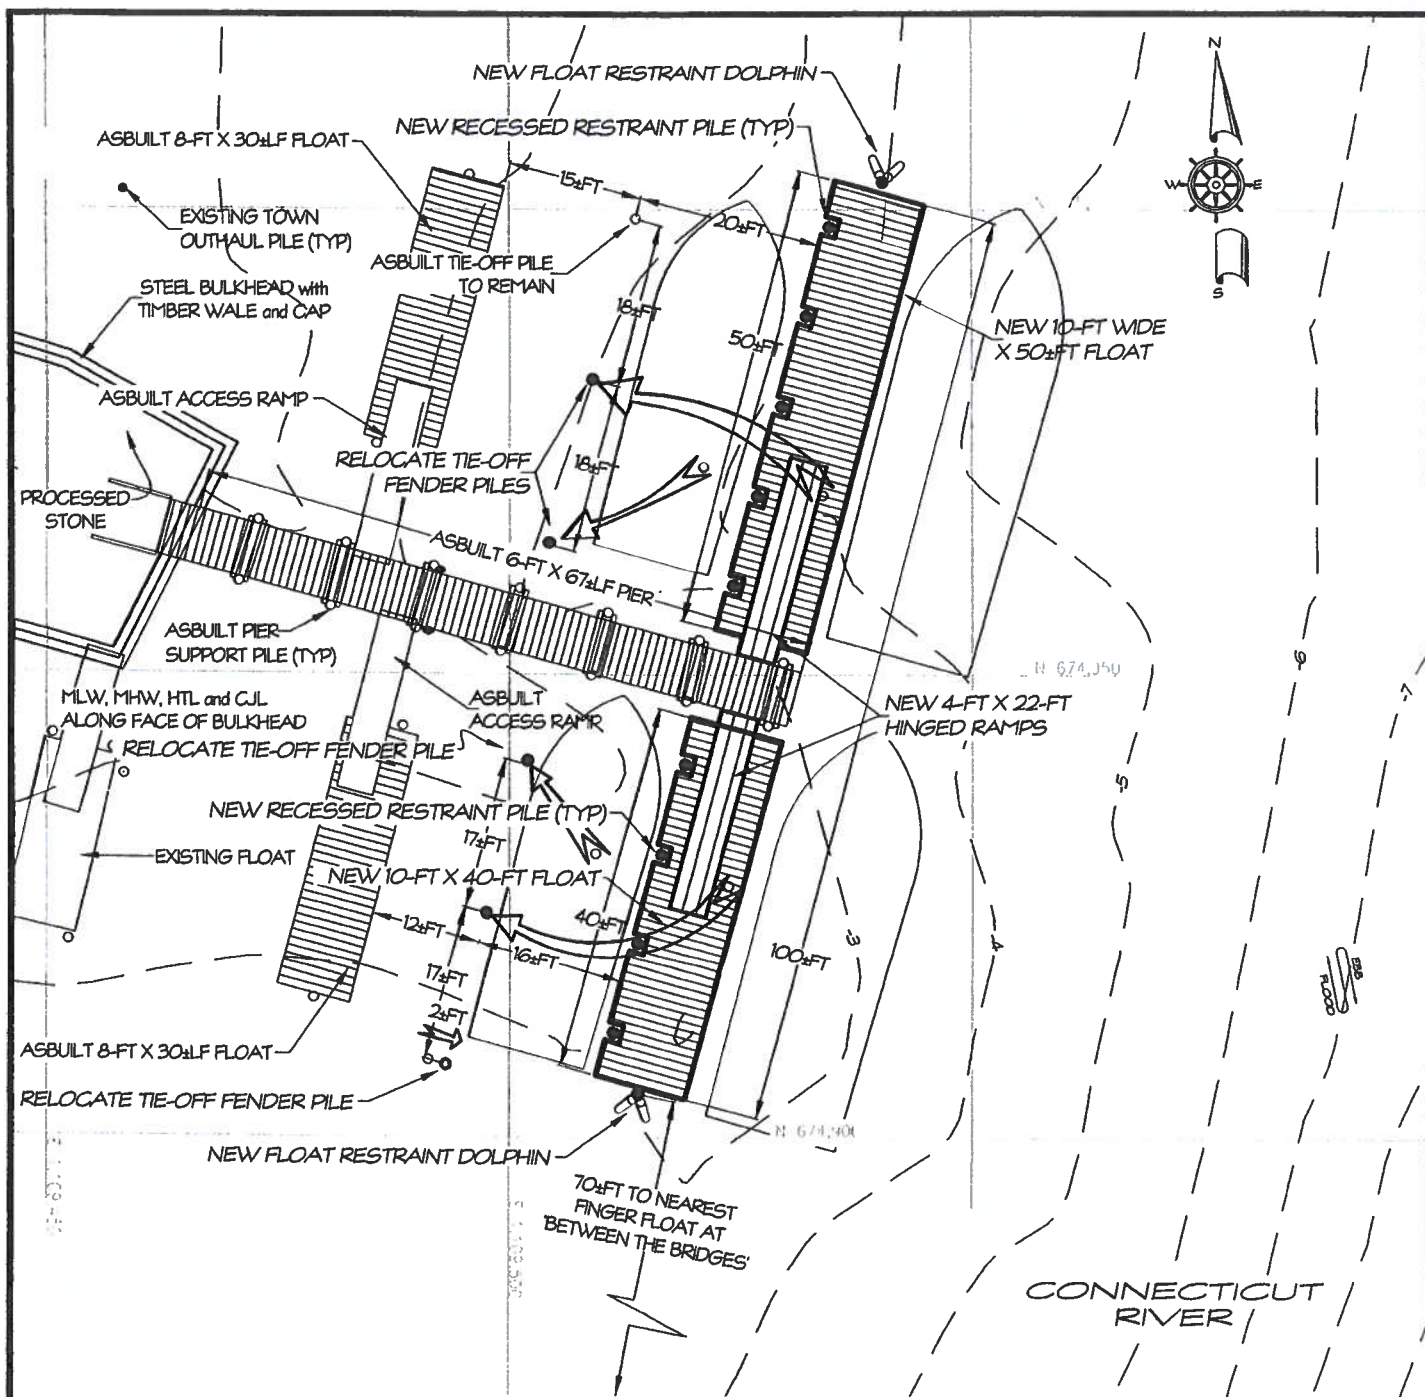 NEW FLOAT RESTRAINT DOLPHIN
N
NEW RECESSED RESTRAINT PILE (TYP)
ASBUILT 8-FT X 30±LF FLOAT
15±FT
W
E
EXISTING TOWN
OUTHAUL PILE (TYP)
20±FT
ASBUILT TIE-OFF PILE
TO REMAIN
S
STEEL BULKHEAD with
TIMBER WALE and CAP
18±FT
50±FT
NEW 10-FT WIDE
X 50±FT FLOAT
ASBUILT ACCESS RAMP
RELOCATE TIE-OFF
FENDER PILES
18±FT
PROCESSED
STONE
ASBUILT 6-FT X 67±LF PIER
ASBUILT PIER
SUPPORT PILE (TYP)
N 674,950
-6
-7
MLW, MHW, HTL and CJL
ALONG FACE OF BULKHEAD
ASBUILT
ACCESS RAMP
NEW 4-FT X 22-FT
HINGED RAMPS
RELOCATE TIE-OFF FENDER PILE
-5
NEW RECESSED RESTRAINT PILE (TYP)
17±FT
EXISTING FLOAT
NEW 10-FT X 40-FT FLOAT
12±FT
40±FT
16±FT
100±FT
-3
-4
17±FT
EBB
FLOOD
2±FT
ASBUILT 8-FT X 30±LF FLOAT
RELOCATE TIE-OFF FENDER PILE
N 674,900
NEW FLOAT RESTRAINT DOLPHIN
70±FT TO NEAREST
FINGER FLOAT AT
'BETWEEN THE BRIDGES'
CONNECTICUT
RIVER